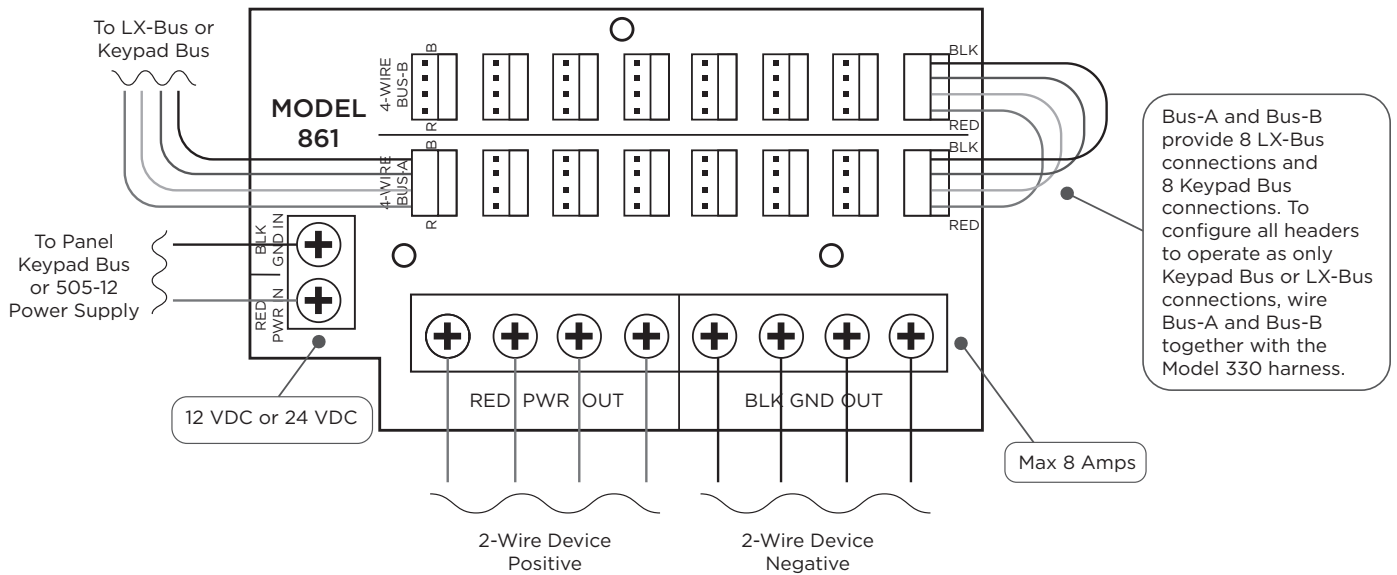 To LX-Bus or
Keypad Bus
MODEL
861
4-WIRE
BUS-B
B
R
BLK
RED
4-WIRE
BUS-A
B
R
BLK
RED
Bus-A and Bus-B
provide 8 LX-Bus
connections and
8 Keypad Bus
connections. To
configure all headers
to operate as only
Keypad Bus or LX-Bus
connections, wire
Bus-A and Bus-B
together with the
Model 330 harness.
To Panel
Keypad Bus
or 505-12
Power Supply
BLK
GND IN
RED
PWR IN
12 VDC or 24 VDC
RED PWR OUT
BLK GND OUT
Max 8 Amps
2-Wire Device
Positive
2-Wire Device
Negative